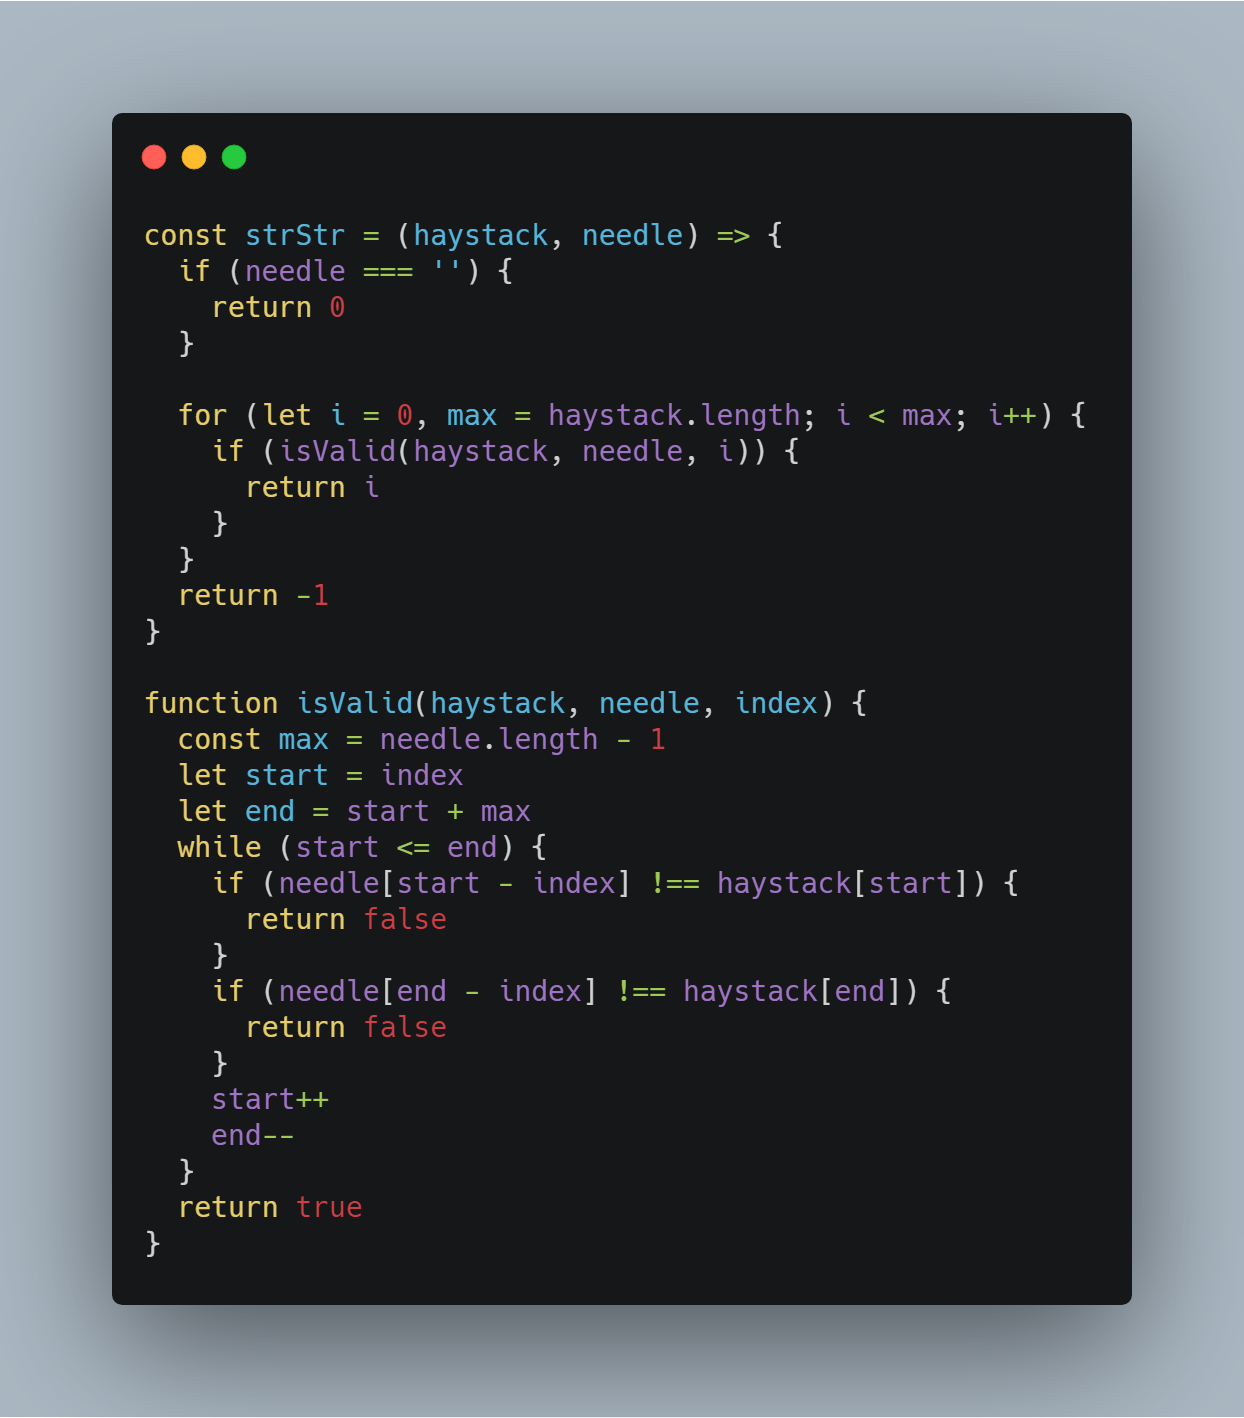 const strStr = (haystack, needle) => {
  if (needle === '') {
    return 0
  }

  for (let i = 0, max = haystack.length; i < max; i++) {
    if (isValid(haystack, needle, i)) {
      return i
    }
  }
  return -1
}

function isValid(haystack, needle, index) {
  const max = needle.length - 1
  let start = index
  let end = start + max
  while (start <= end) {
    if (needle[start - index] !== haystack[start]) {
      return false
    }
    if (needle[end - index] !== haystack[end]) {
      return false
    }
    start++
    end--
  }
  return true
}